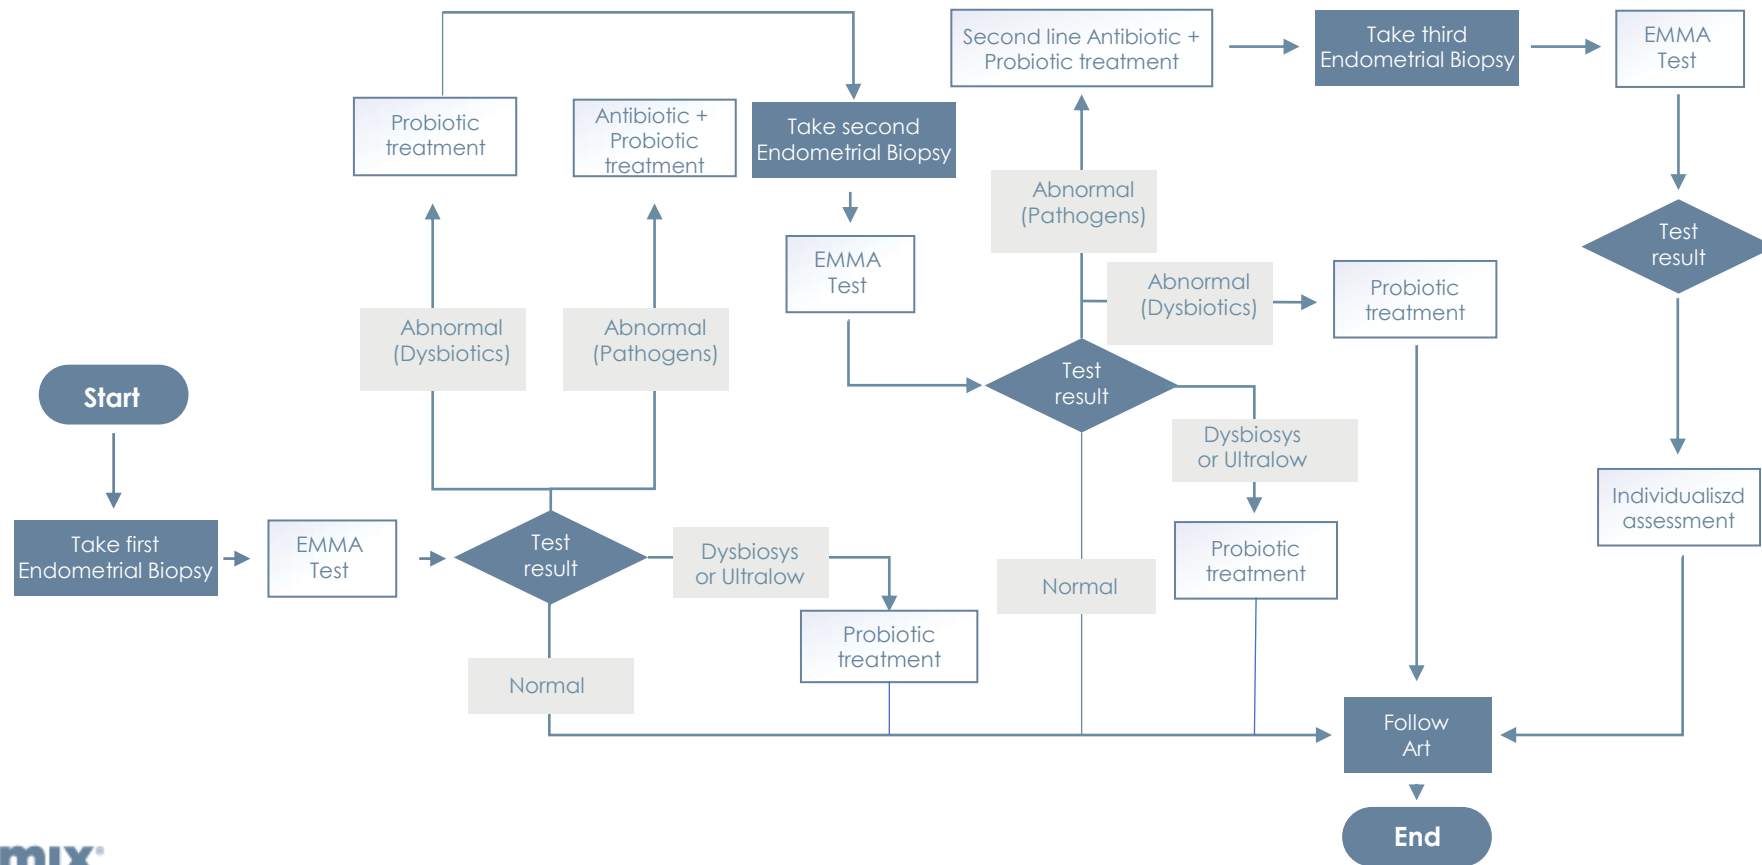 Second line Antibiotic +
Probiotic treatment
Take third
Endometrial Biopsy
EMMA
Test
Probiotic
treatment
Antibiotic +
Probiotic
treatment
Take second
Endometrial Biopsy
Abnormal
(Pathogens)
Test
result
EMMA
Test
Abnormal
(Dysbiotics)
Probiotic
treatment
Abnormal
(Dysbiotics)
Abnormal
(Pathogens)
Test
result
Start
Dysbiosys
or Ultralow
Individualiszd
assessment
Take first
Endometrial Biopsy
EMMA
Test
Test
result
Dysbiosys
or Ultralow
Probiotic
treatment
Normal
Probiotic
treatment
Normal
Follow
Art
End